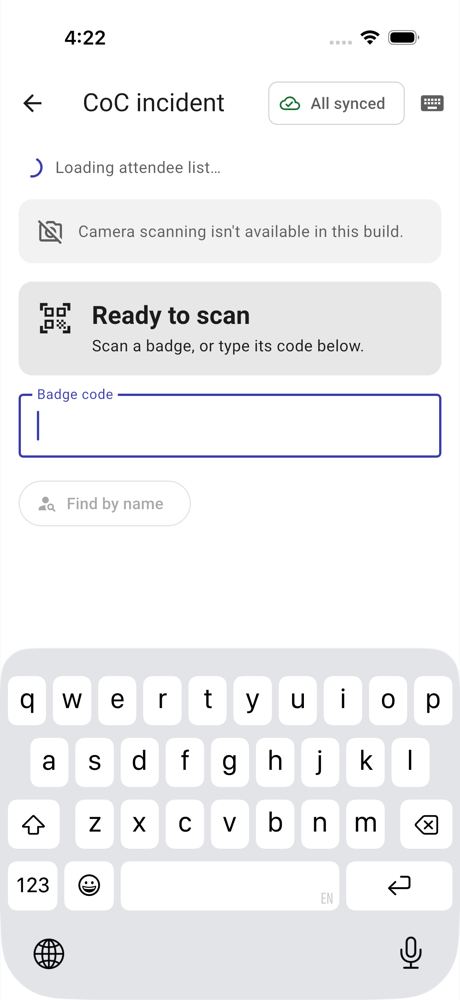 4:22
CoC incident
All synced
Loading attendee list…
Camera scanning isn't available in this build.
Ready to scan
Scan a badge, or type its code below.
Badge code
Find by name
q w e r t y u i o p
a s d f g h j k l
z x c v b n m
123
EN